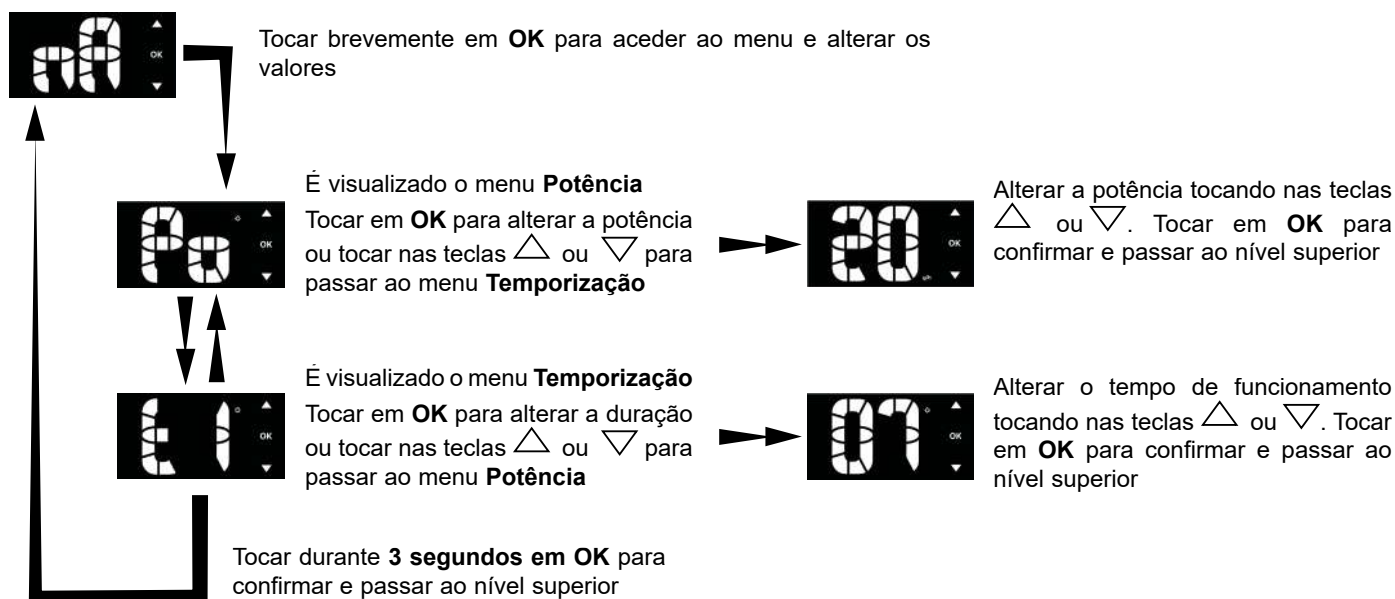 nA
OK
Tocar brevemente em OK para aceder ao menu e alterar os
valores
Po
OK
É visualizado o menu Potência
Tocar em OK para alterar a potência
ou tocar nas teclas △ ou ▽ para
passar ao menu Temporização
20
OK
Alterar a potência tocando nas teclas
△ ou ▽. Tocar em OK para
confirmar e passar ao nível superior
tI
OK
É visualizado o menu Temporização
Tocar em OK para alterar a duração
ou tocar nas teclas △ ou ▽ para
passar ao menu Potência
07
OK
Alterar o tempo de funcionamento
tocando nas teclas △ ou ▽. Tocar
em OK para confirmar e passar ao
nível superior
Tocar durante 3 segundos em OK para
confirmar e passar ao nível superior